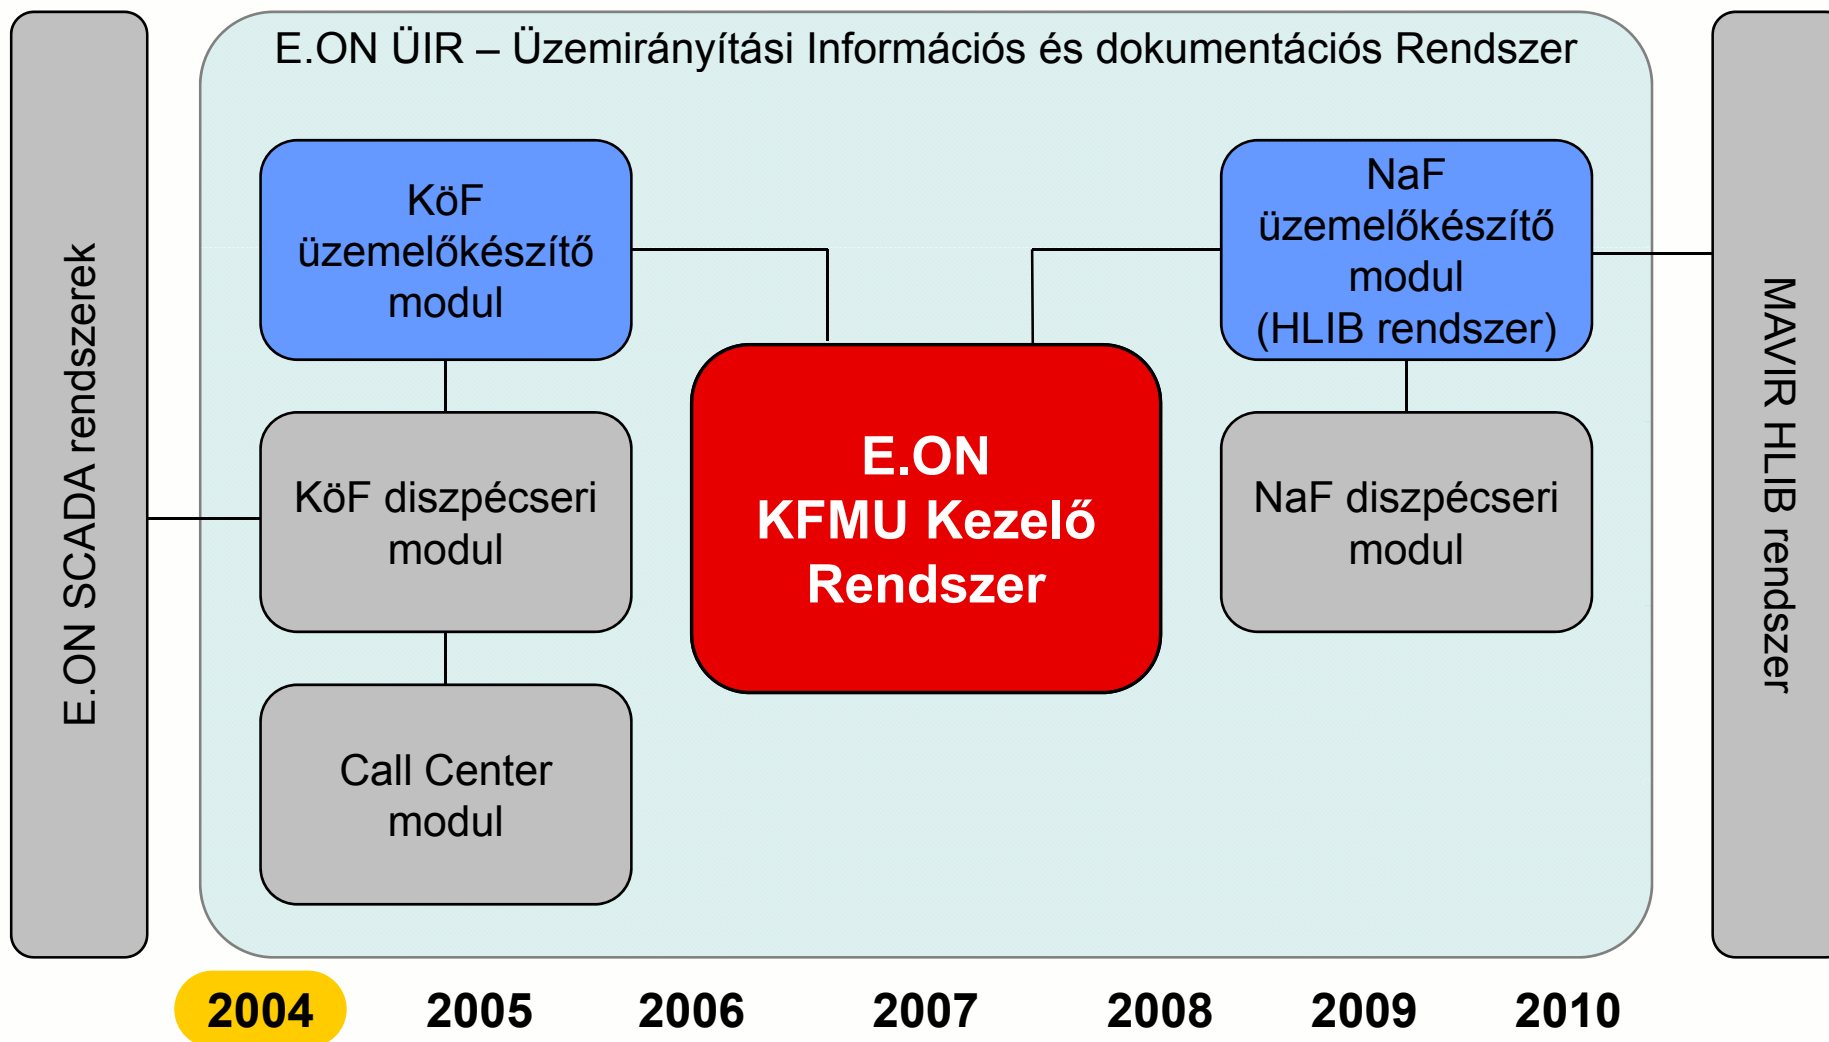 E.ON ÜIR – Üzemirányítási Információs és dokumentációs Rendszer
E.ON SCADA rendszerek
KöF
üzemelőkészítő
modul
KöF diszpécseri
modul
Call Center
modul
E.ON
KFMU Kezelő
Rendszer
NaF
üzemelőkészítő
modul
(HLIB rendszer)
NaF diszpécseri
modul
MAVIR HLIB rendszer
2004 2005 2006 2007 2008 2009 2010